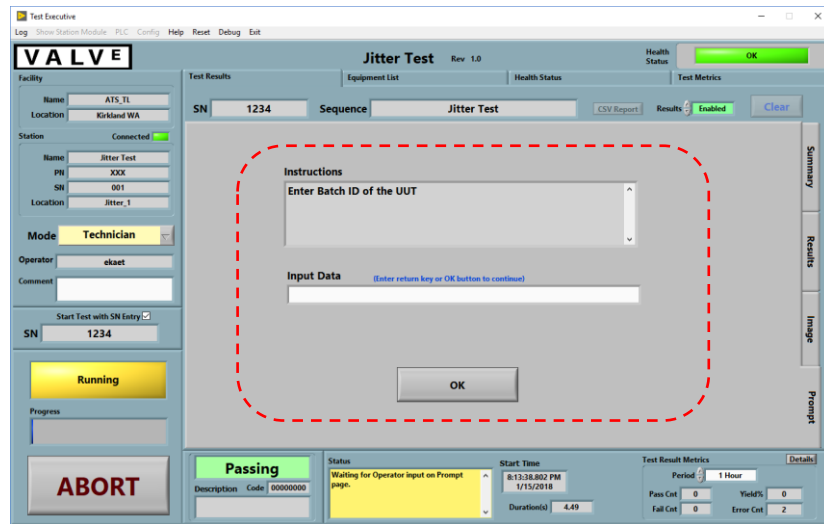 Test Executive
Log Show Station Module PLC Config Help Reset Debug Exit
VALVE
Jitter Test Rev 1.0
Health Status
OK
Facility
Name ATS_TL
Location Kirkland WA
Station Connected
Name Jitter Test
PN XXX
SN 001
Location Jitter_1
Mode Technician
Operator ekaet
Comment
Start Test with SN Entry
SN 1234
Running
Progress
ABORT
Test Results Equipment List Health Status Test Metrics
SN 1234 Sequence Jitter Test CSV Report Results Enabled Clear
Instructions
Enter Batch ID of the UUT
Input Data (Enter return key or OK button to continue)
OK
Summary
Results
Image
Prompt
Passing
Description Code 00000000
Status
Waiting for Operator input on Prompt
page.
Start Time
8:13:38.802 PM
1/15/2018
Duration(s) 4.49
Test Result Metrics Details
Period 1 Hour
Pass Cnt 0 Yield% 0
Fail Cnt 0 Error Cnt 2